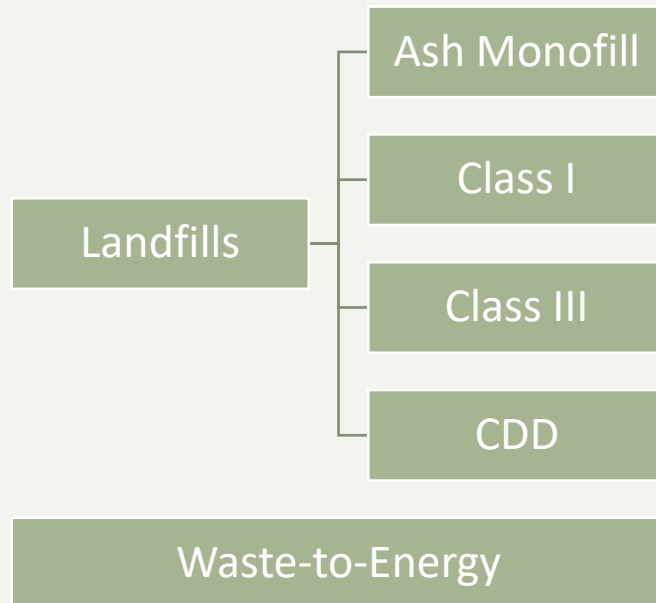 Landfills
Ash Monofill
Class I
Class III
CDD
Waste-to-Energy